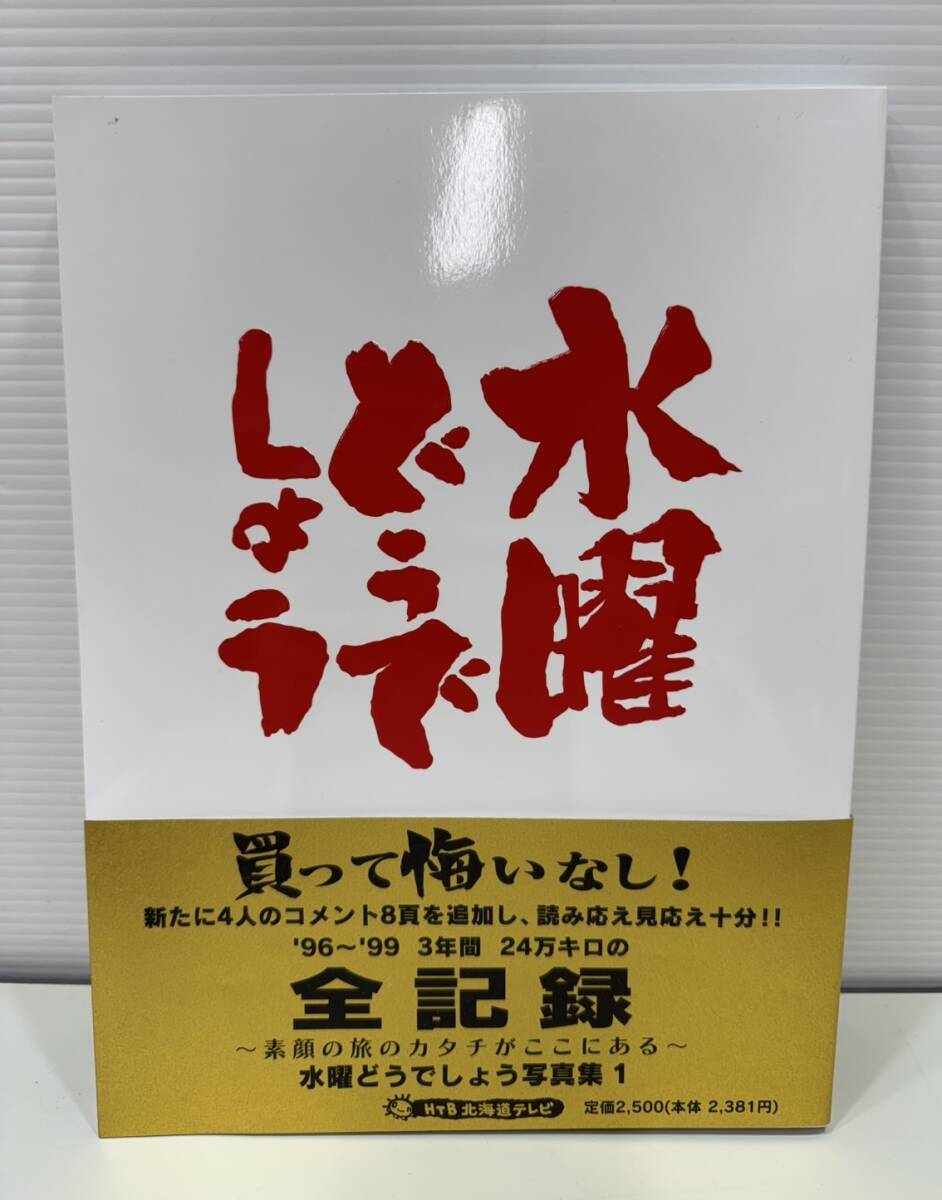 水曜
どうで
しょう
買って悔いなし!
新たに4人のコメント8頁を追加し、読み応え見応え十分!!
'96〜'99 3年間 24万キロの
全記録
〜素顔の旅のカタチがここにある〜
水曜どうでしょう写真集 1
HTB 北海道テレビ 定価2,500(本体 2,381円)